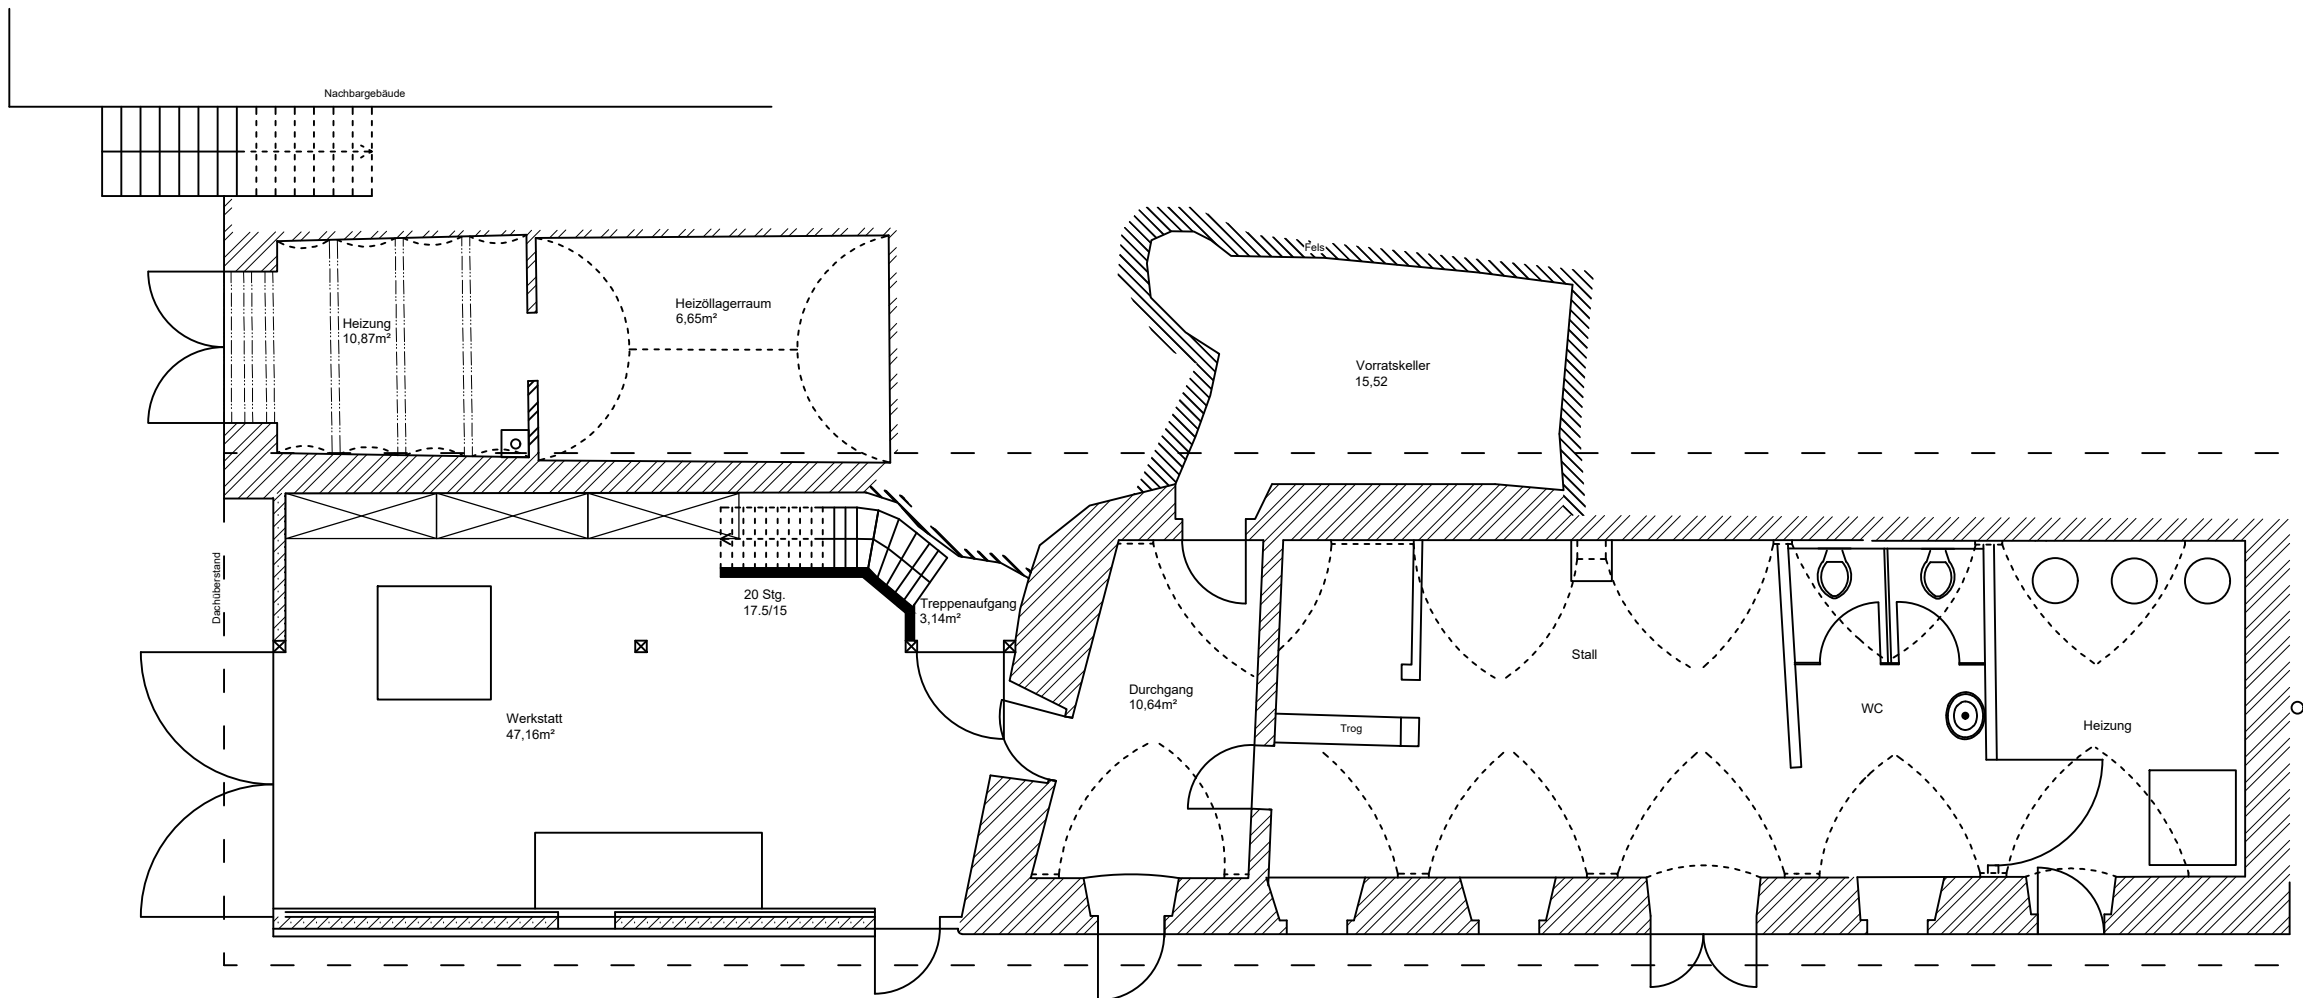 Nachbargebäude
Fels
Heizöllagerraum
6,65m²
Heizung
10,87m²
Vorratskeller
15,52
Dachüberstand
20 Stg.
17.5/15
Treppenaufgang
3,14m²
Stall
Durchgang
10,64m²
Werkstatt
47,16m²
Trog
WC
Heizung